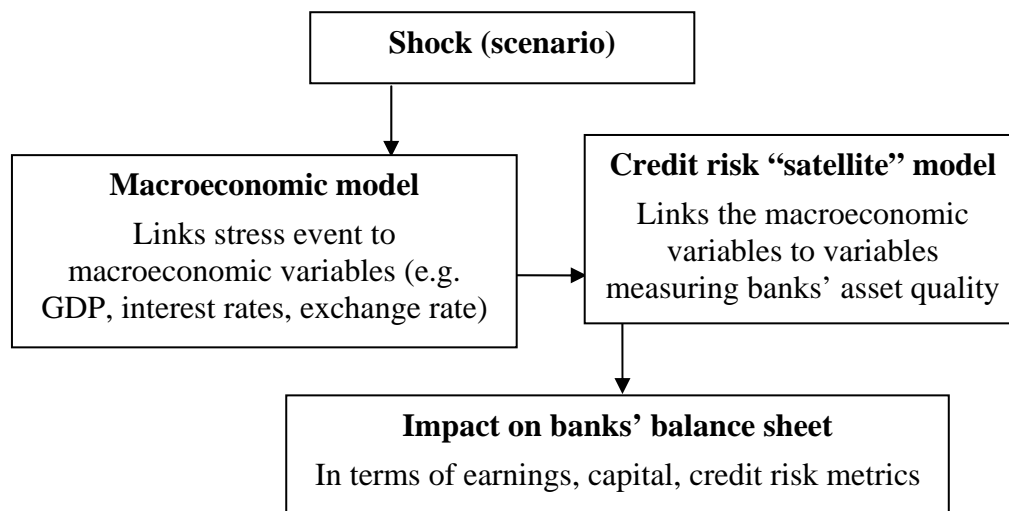 Shock (scenario)
Macroeconomic model
Links stress event to
macroeconomic variables (e.g.
GDP, interest rates, exchange rate)
Credit risk “satellite” model
Links the macroeconomic
variables to variables
measuring banks’ asset quality
Impact on banks’ balance sheet
In terms of earnings, capital, credit risk metrics